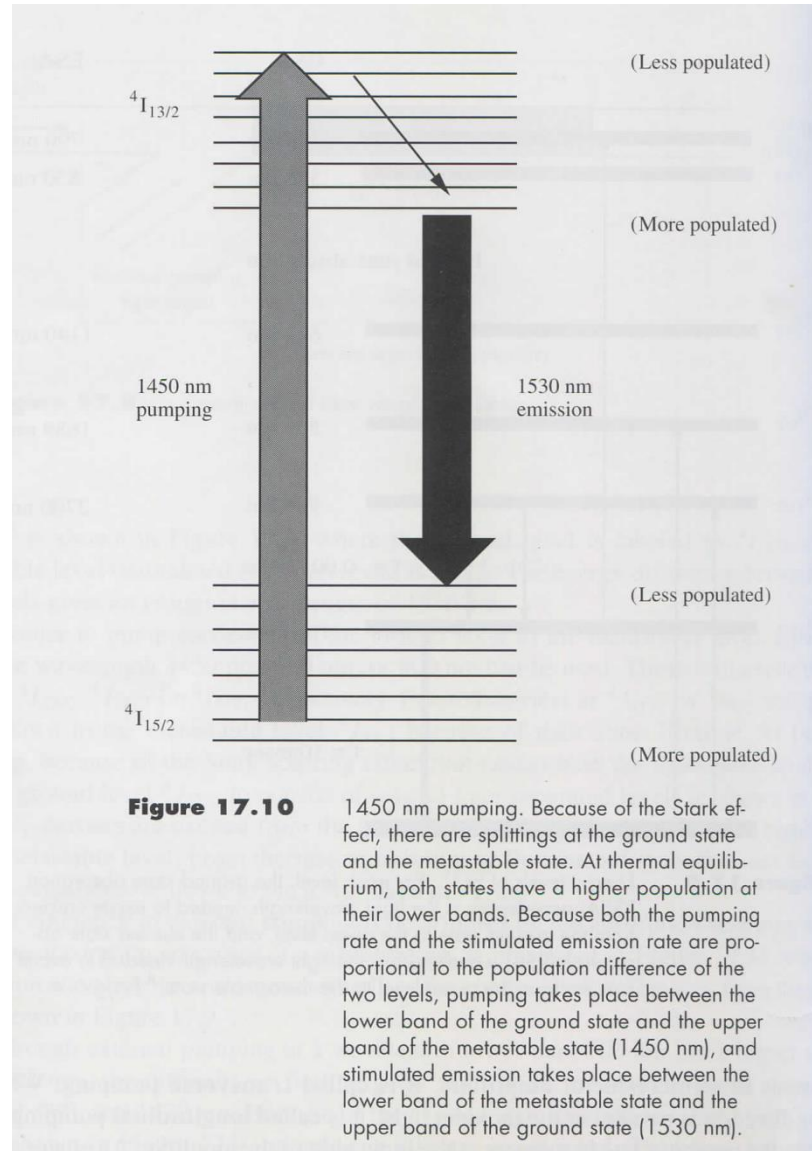 (Less populated)
⁴I₁₃/₂
(More populated)
1450 nm
pumping
1530 nm
emission
(Less populated)
⁴I₁₅/₂
(More populated)
Figure 17.10
1450 nm pumping. Because of the Stark ef-
fect, there are splittings at the ground state
and the metastable state. At thermal equilib-
rium, both states have a higher population at
their lower bands. Because both the pumping
rate and the stimulated emission rate are pro-
portional to the population difference of the
two levels, pumping takes place between the
lower band of the ground state and the upper
band of the metastable state (1450 nm), and
stimulated emission takes place between the
lower band of the metastable state and the
upper band of the ground state (1530 nm).